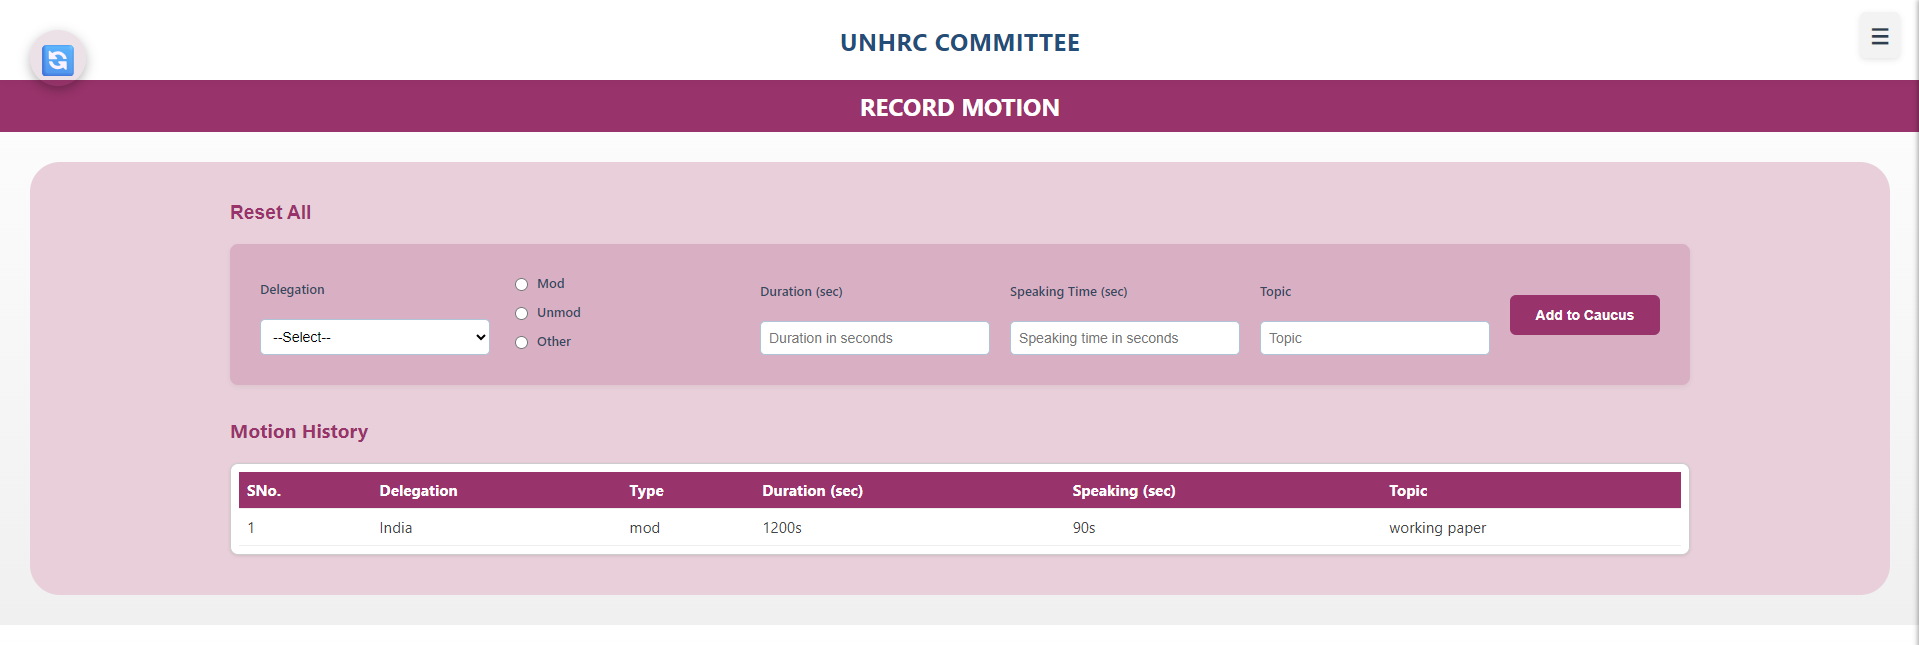 UNHRC COMMITTEE
RECORD MOTION
Reset All
Delegation
--Select--
Mod
Unmod
Other
Duration (sec)
Duration in seconds
Speaking Time (sec)
Speaking time in seconds
Topic
Topic
Add to Caucus
Motion History
SNo. Delegation Type Duration (sec) Speaking (sec) Topic
1 India mod 1200s 90s working paper